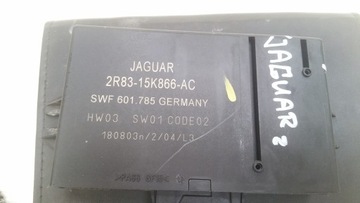 JAGUAR
2R83-15K866-AC
SWF 601.785 GERMANY
HW03 SW01 CODE02
180803n/2/04/L3
JAGUAR